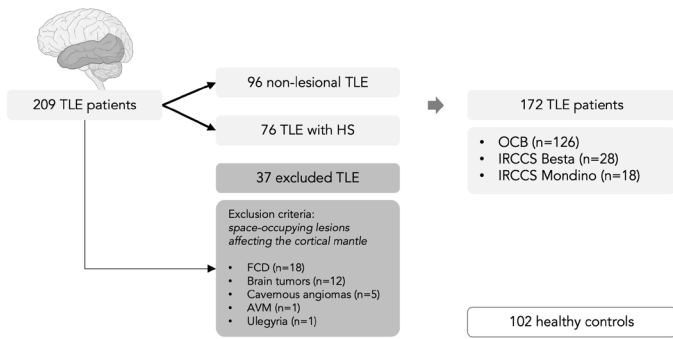 209 TLE patients
96 non-lesional TLE
76 TLE with HS
37 excluded TLE
Exclusion criteria:
space-occupying lesions
affecting the cortical mantle
• FCD (n=18)
• Brain tumors (n=12)
• Cavernous angiomas (n=5)
• AVM (n=1)
• Ulegyria (n=1)
172 TLE patients
• OCB (n=126)
• IRCCS Besta (n=28)
• IRCCS Mondino (n=18)
102 healthy controls